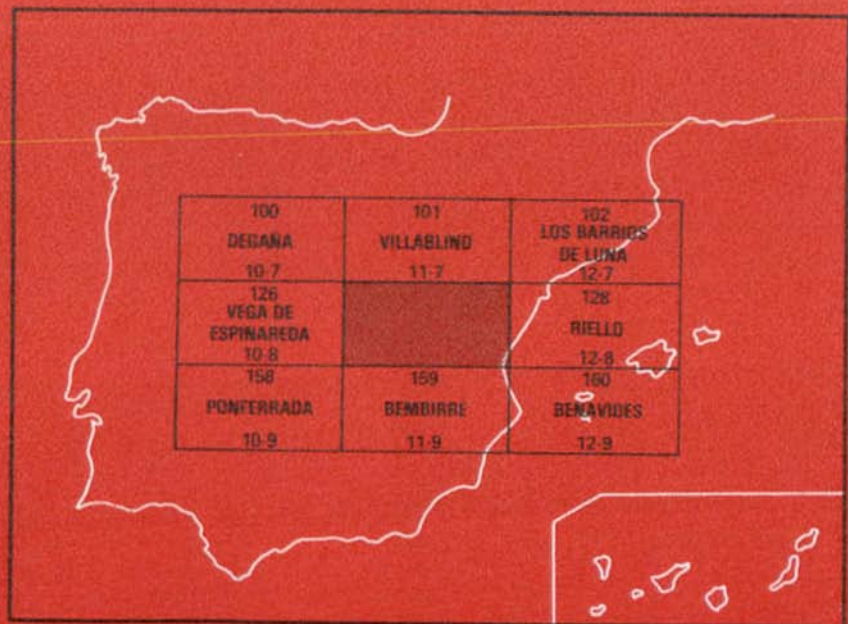 100
DEGAÑA
10-7
101
VILLABLINO
11-7
102
LOS BARRIOS
DE LUNA
12-7
126
VEGA DE
ESPINAREDA
10-8
128
RIELLO
12-8
158
PONFERRADA
10-9
159
BEMBIBRE
11-9
160
BENAVIDES
12-9